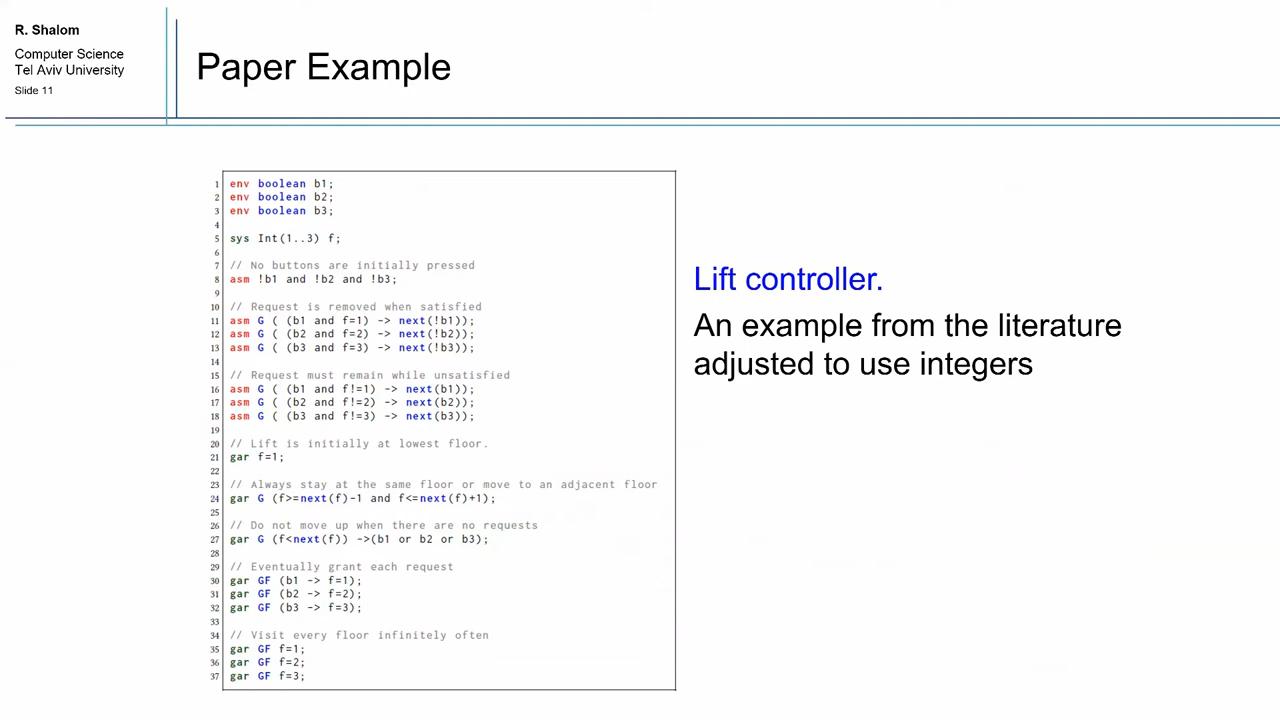 R. Shalom
Computer Science
Tel Aviv University
Slide 11
Paper Example
1 env boolean b1;
2 env boolean b2;
3 env boolean b3;
4
5 sys Int(1..3) f;
6
7 // No buttons are initially pressed
8 asm !b1 and !b2 and !b3;
9
10 // Request is removed when satisfied
11 asm G ( (b1 and f=1) -> next(!b1));
12 asm G ( (b2 and f=2) -> next(!b2));
13 asm G ( (b3 and f=3) -> next(!b3));
14
15 // Request must remain while unsatisfied
16 asm G ( (b1 and f!=1) -> next(b1));
17 asm G ( (b2 and f!=2) -> next(b2));
18 asm G ( (b3 and f!=3) -> next(b3));
19
20 // Lift is initially at lowest floor.
21 gar f=1;
22
23 // Always stay at the same floor or move to an adjacent floor
24 gar G (f>=next(f)-1 and f<=next(f)+1);
25
26 // Do not move up when there are no requests
27 gar G (f<next(f)) ->(b1 or b2 or b3);
28
29 // Eventually grant each request
30 gar GF (b1 -> f=1);
31 gar GF (b2 -> f=2);
32 gar GF (b3 -> f=3);
33
34 // Visit every floor infinitely often
35 gar GF f=1;
36 gar GF f=2;
37 gar GF f=3;
Lift controller.
An example from the literature
adjusted to use integers